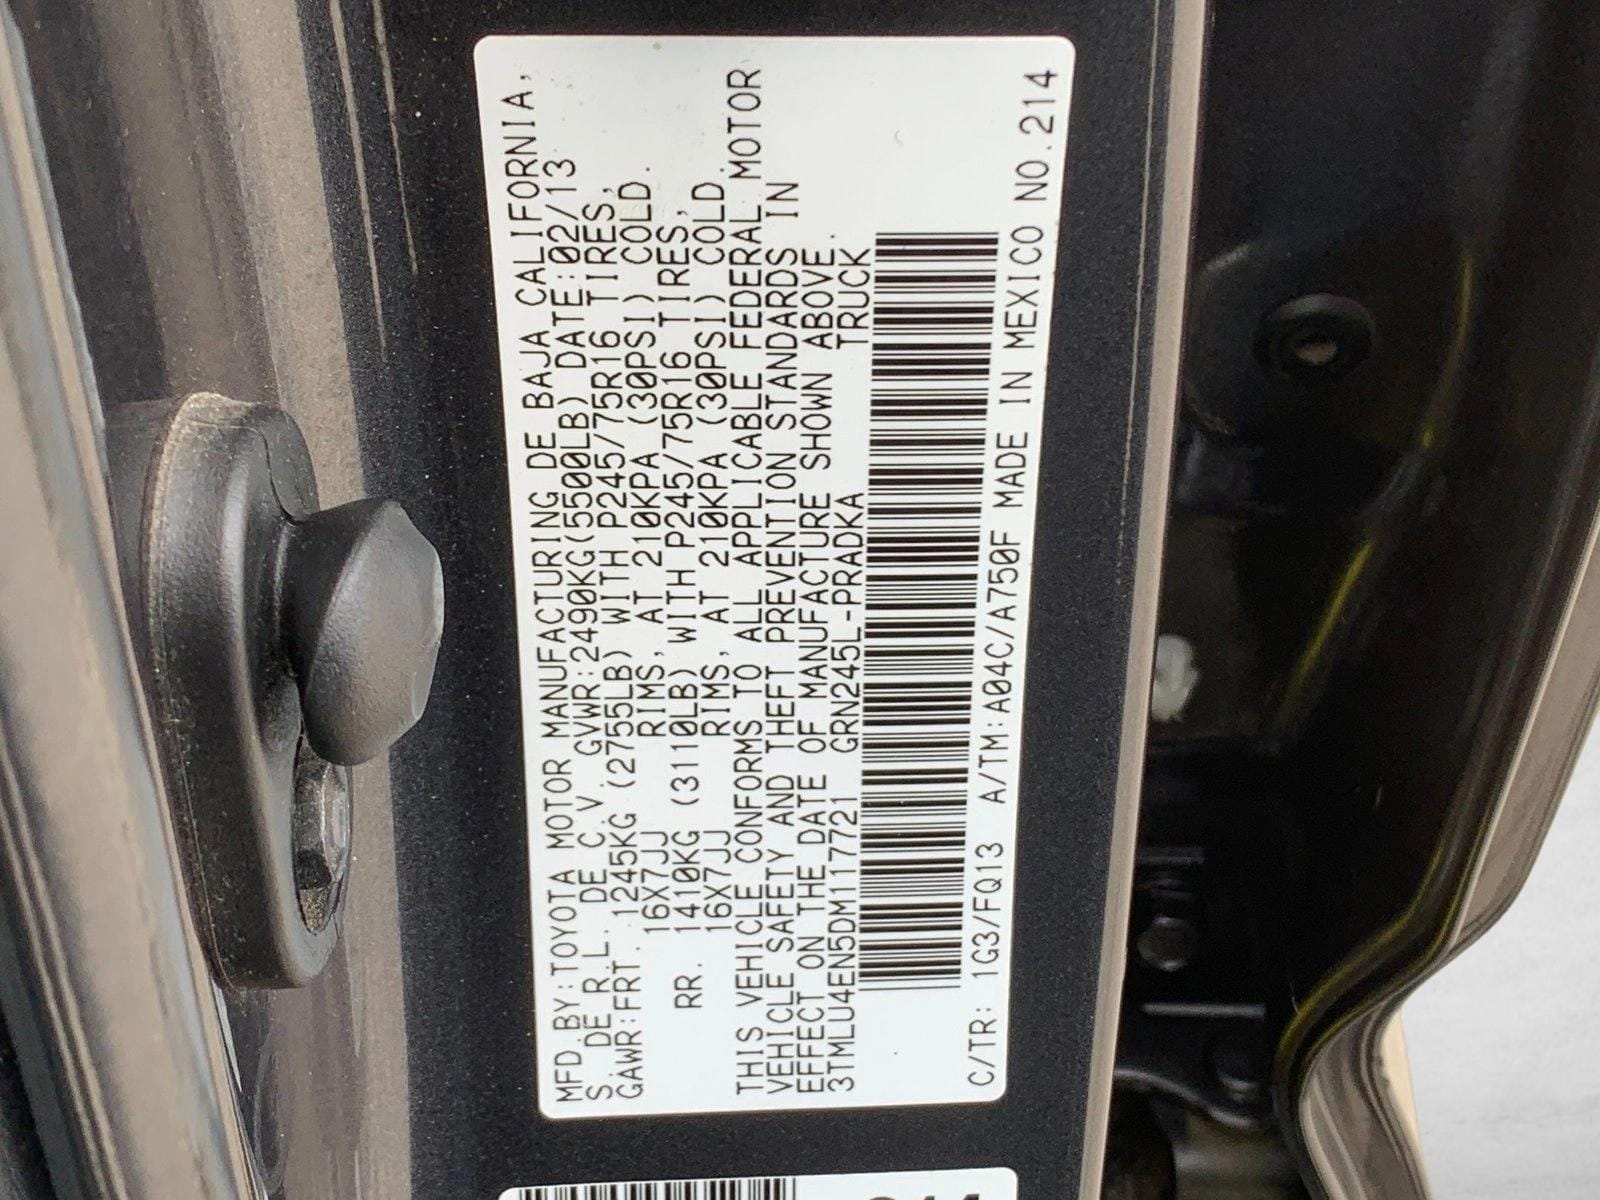 MFD.BY:TOYOTA MOTOR MANUFACTURING DE BAJA CALIFORNIA,
S. DE R.L. DE C.V. GVWR:2490KG(5500LB) DATE:02/13
GAWR:FRT. 1245KG (2755LB) WITH P245/75R16 TIRES,
16X7JJ RIMS, AT 210KPA (30PSI) COLD.
RR. 1410KG (3110LB) WITH P245/75R16 TIRES,
16X7JJ RIMS, AT 210KPA (30PSI) COLD.
THIS VEHICLE CONFORMS TO ALL APPLICABLE FEDERAL MOTOR
VEHICLE SAFETY AND THEFT PREVENTION STANDARDS IN
EFFECT ON THE DATE OF MANUFACTURE SHOWN ABOVE.
3TMLU4EN5DM117721 GRN245L-PRADKA TRUCK
C/TR: 1G3/FQ13 A/TM:A04C/A750F MADE IN MEXICO NO.214